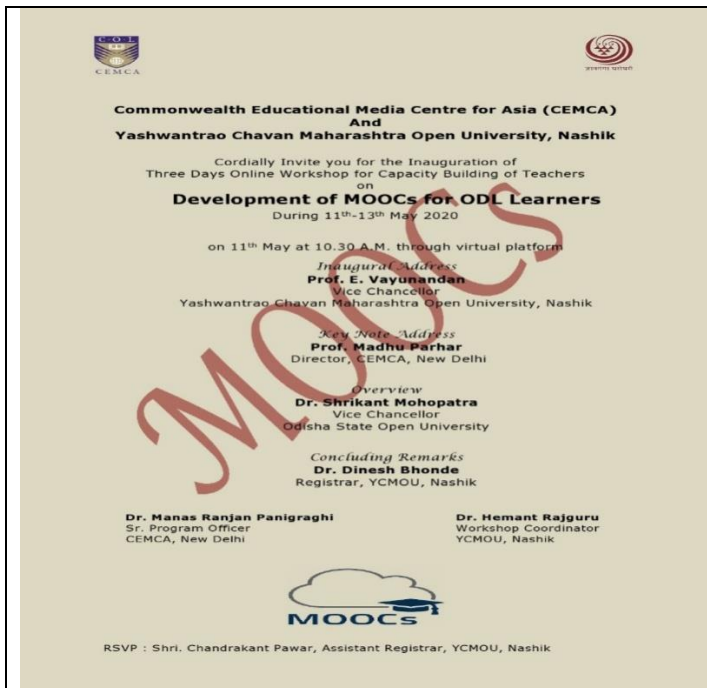 C·O·L
CEMCA
Commonwealth Educational Media Centre for Asia (CEMCA)
And
Yashwantrao Chavan Maharashtra Open University, Nashik
Cordially Invite you for the Inauguration of
Three Days Online Workshop for Capacity Building of Teachers
on
Development of MOOCs for ODL Learners
During 11th-13th May 2020
on 11th May at 10.30 A.M. through virtual platform
Inaugural Address
Prof. E. Vayunandan
Vice Chancellor
Yashwantrao Chavan Maharashtra Open University, Nashik
Key Note Address
Prof. Madhu Parhar
Director, CEMCA, New Delhi
Overview
Dr. Shrikant Mohopatra
Vice Chancellor
Odisha State Open University
Concluding Remarks
Dr. Dinesh Bhonde
Registrar, YCMOU, Nashik
MOOCs
Dr. Manas Ranjan Panigraghi
Sr. Program Officer
CEMCA, New Delhi
Dr. Hemant Rajguru
Workshop Coordinator
YCMOU, Nashik
MOOCs
RSVP : Shri. Chandrakant Pawar, Assistant Registrar, YCMOU, Nashik